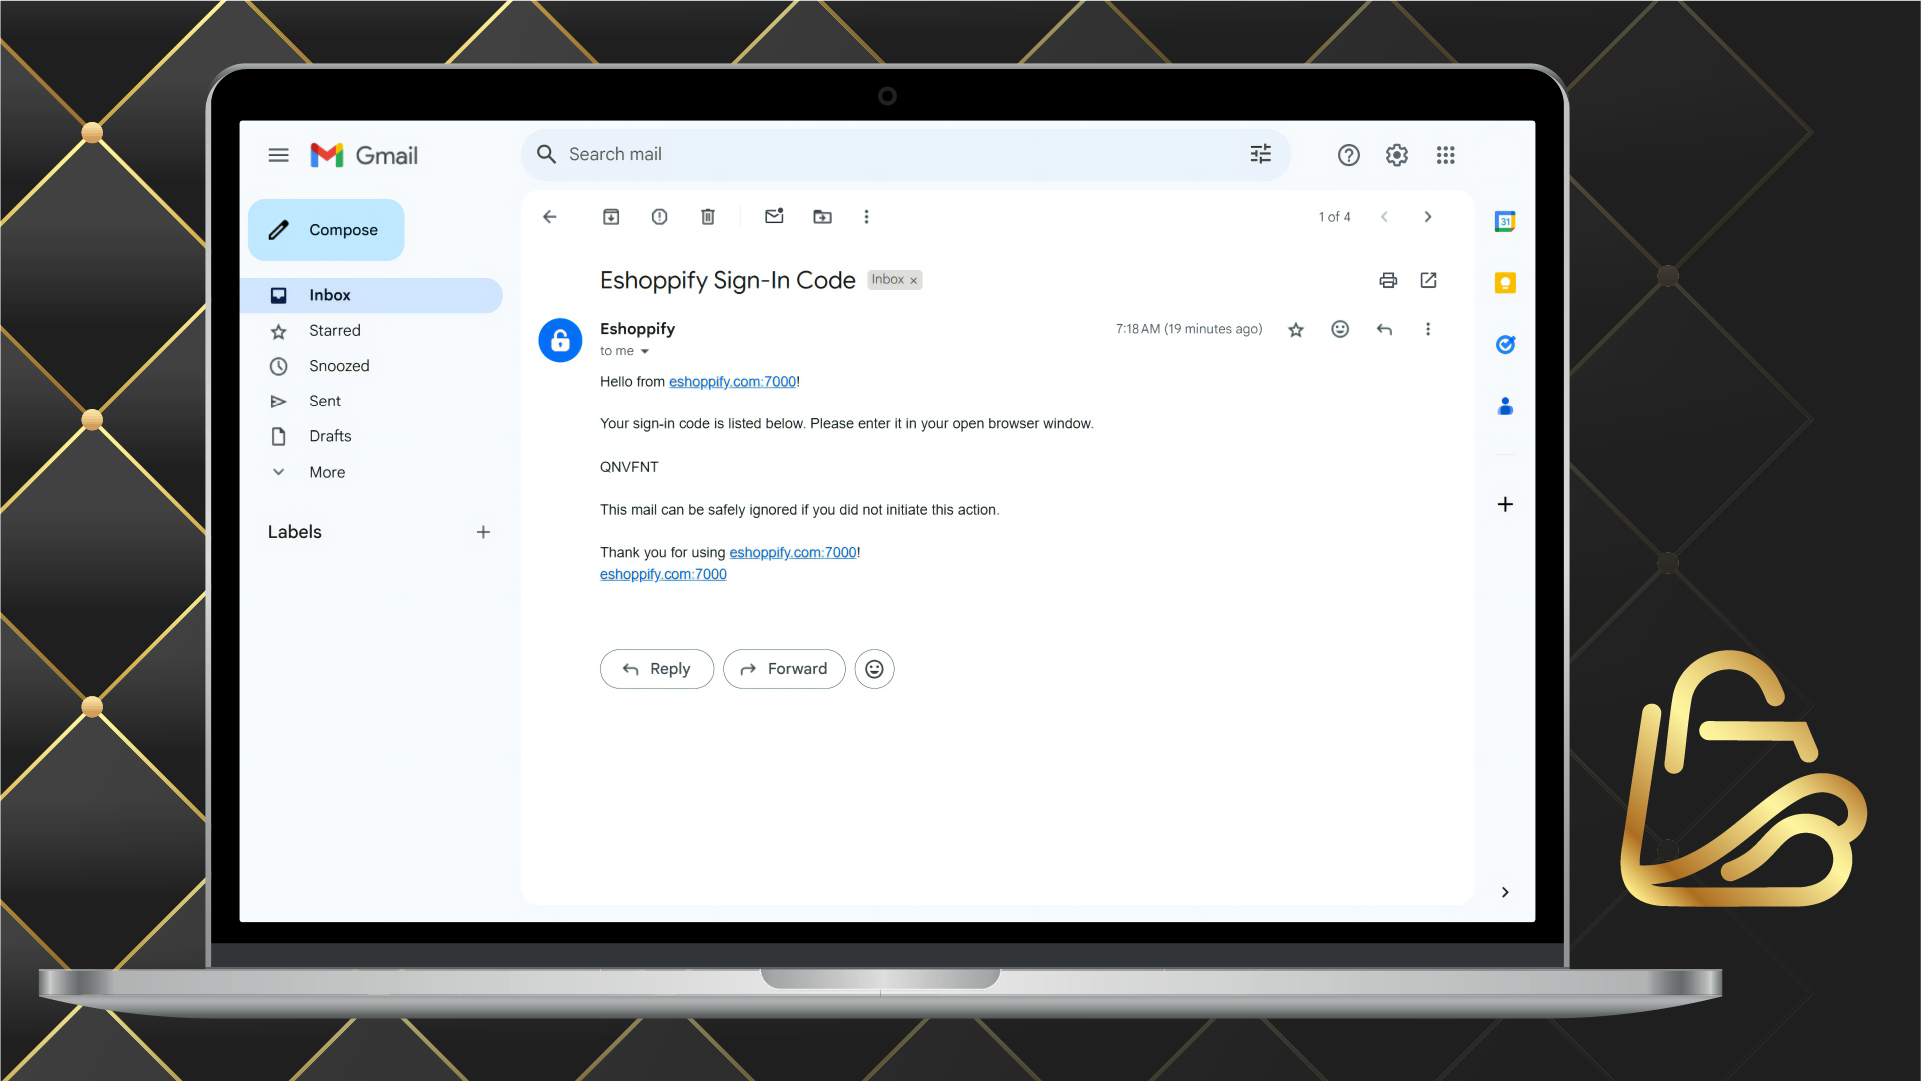 Gmail
Search mail
Compose
1 of 4
Inbox
Starred
Snoozed
Sent
Drafts
More
Labels
Eshoppify Sign-In Code Inbox x
Eshoppify
7:18 AM (19 minutes ago)
to me
Hello from eshoppify.com:7000!
Your sign-in code is listed below. Please enter it in your open browser window.
QNVFNT
This mail can be safely ignored if you did not initiate this action.
Thank you for using eshoppify.com:7000!
eshoppify.com:7000
Reply
Forward
31